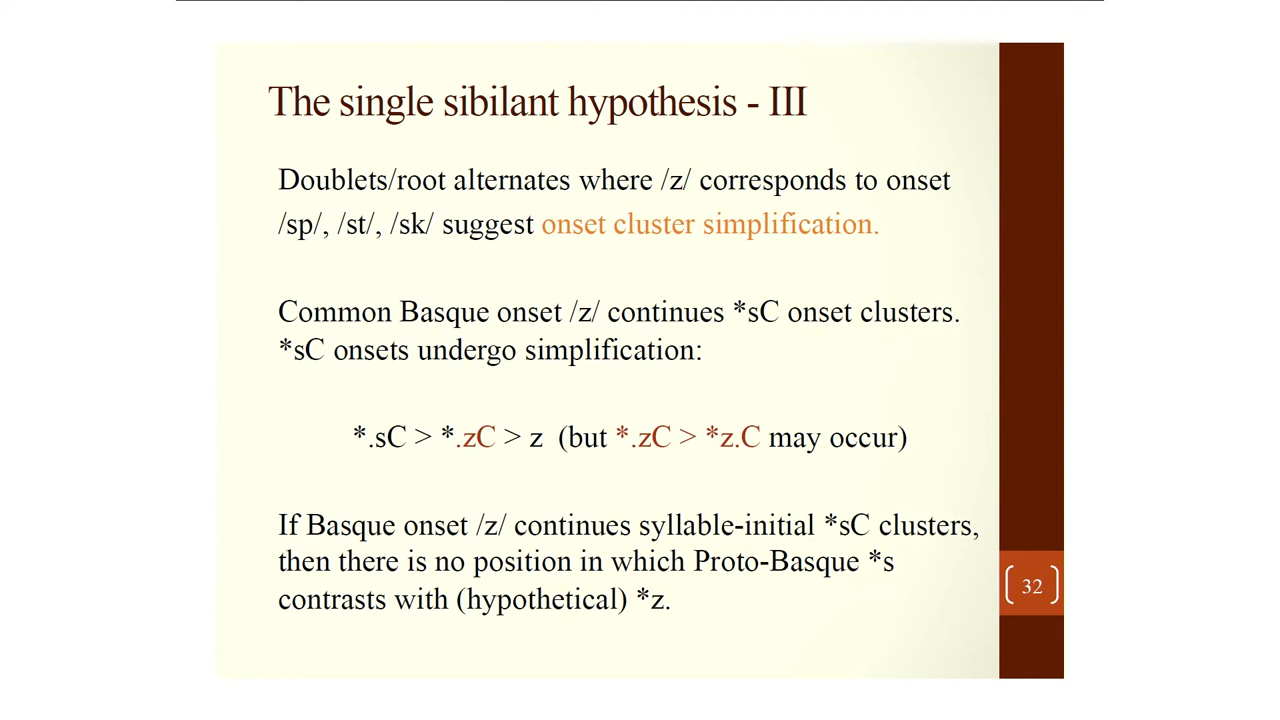 The single sibilant hypothesis - III
Doublets/root alternates where /z/ corresponds to onset
/sp/, /st/, /sk/ suggest onset cluster simplification.
Common Basque onset /z/ continues *sC onset clusters.
*sC onsets undergo simplification:
*.sC > *.zC > z (but *.zC > *z.C may occur)
If Basque onset /z/ continues syllable-initial *sC clusters,
then there is no position in which Proto-Basque *s
contrasts with (hypothetical) *z.
32